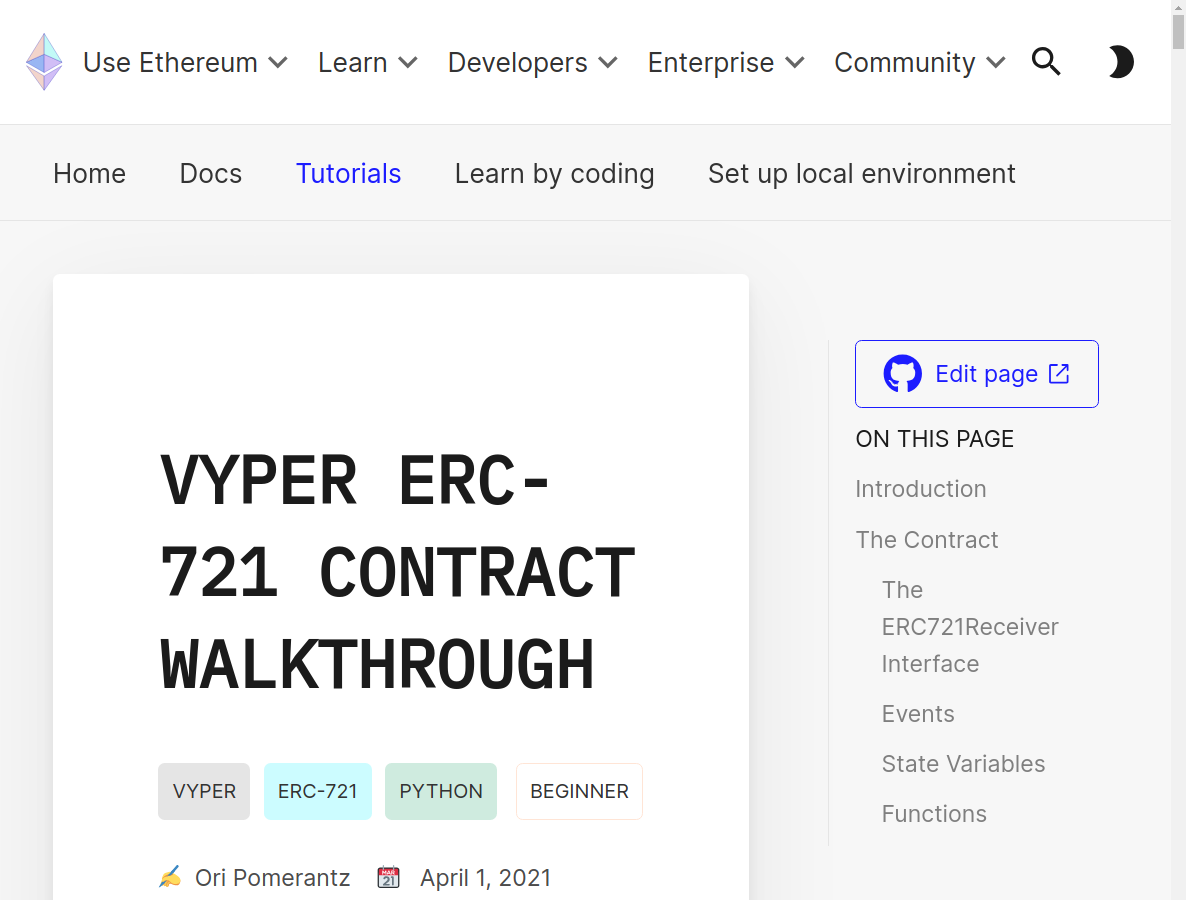 Use Ethereum Learn Developers Enterprise Community
Home Docs Tutorials Learn by coding Set up local environment
VYPER ERC-
721 CONTRACT
WALKTHROUGH
VYPER ERC-721 PYTHON BEGINNER
Ori Pomerantz April 1, 2021
Edit page
ON THIS PAGE
Introduction
The Contract
The
ERC721Receiver
Interface
Events
State Variables
Functions